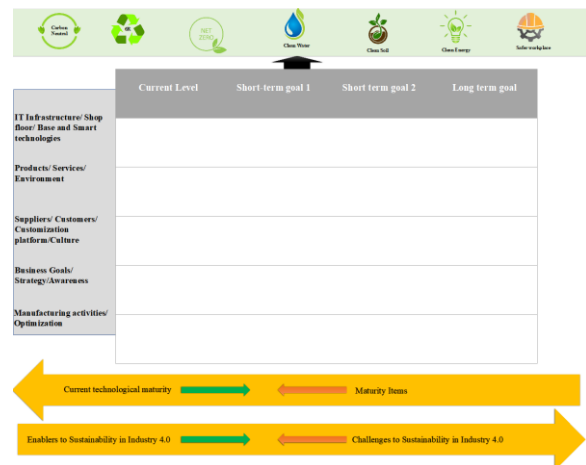 Carbon
Neutral
6R
NET
ZERO
Clean Water
Clean Soil
Clean Energy
Safer workplace
Current Level
Short-term goal 1
Short term goal 2
Long term goal
IT Infrastructure/ Shop
floor/ Base and Smart
technologies
Products/ Services/
Environment
Suppliers/ Customers/
Customization
platform/Culture
Business Goals/
Strategy/Awareness
Manufacturing activities/
Optimization
Current technological maturity
Maturity Items
Enablers to Sustainability in Industry 4.0
Challenges to Sustainability in Industry 4.0